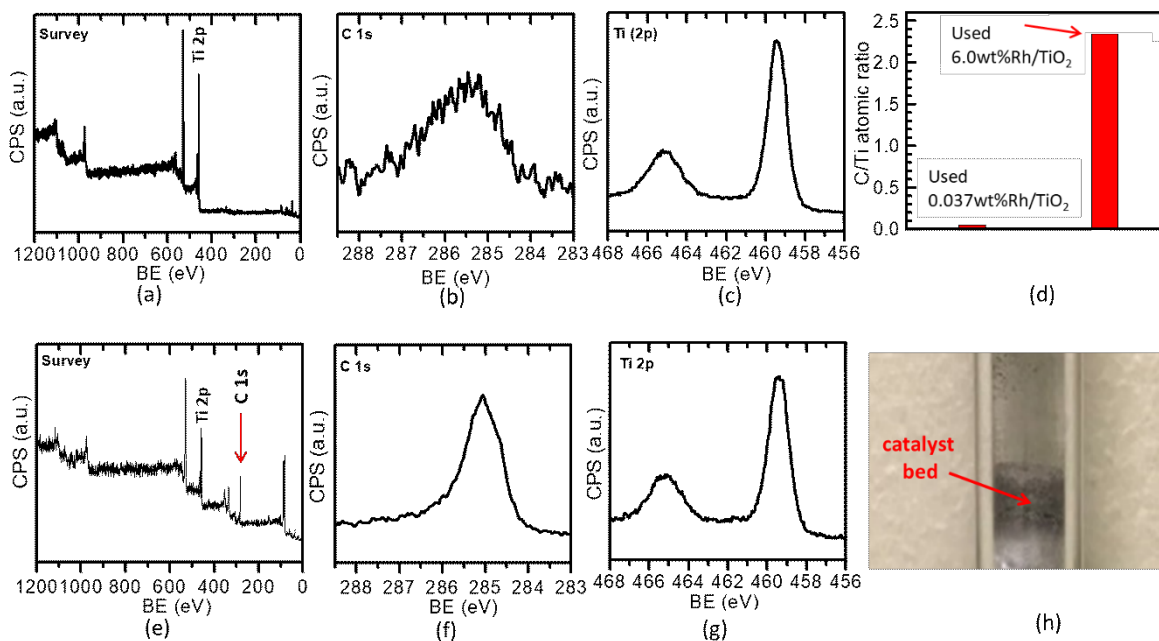 Survey
Ti 2p
CPS (a.u.)
1200 1000 800 600 400 200 0
BE (eV)
(a)
C 1s
CPS (a.u.)
288 287 286 285 284 283
BE (eV)
(b)
Ti (2p)
CPS (a.u.)
468 466 464 462 460 458 456
BE (eV)
(c)
2.5
2.0
1.5
1.0
0.5
0.0
C/Ti atomic ratio
Used
6.0wt%Rh/TiO2
Used
0.037wt%Rh/TiO2
(d)
Survey
Ti 2p
C 1s
CPS (a.u.)
1200 1000 800 600 400 200 0
BE (eV)
(e)
C 1s
CPS (a.u.)
288 287 286 285 284 283
BE (eV)
(f)
Ti 2p
CPS (a.u.)
468 466 464 462 460 458 456
BE (eV)
(g)
catalyst
bed
(h)